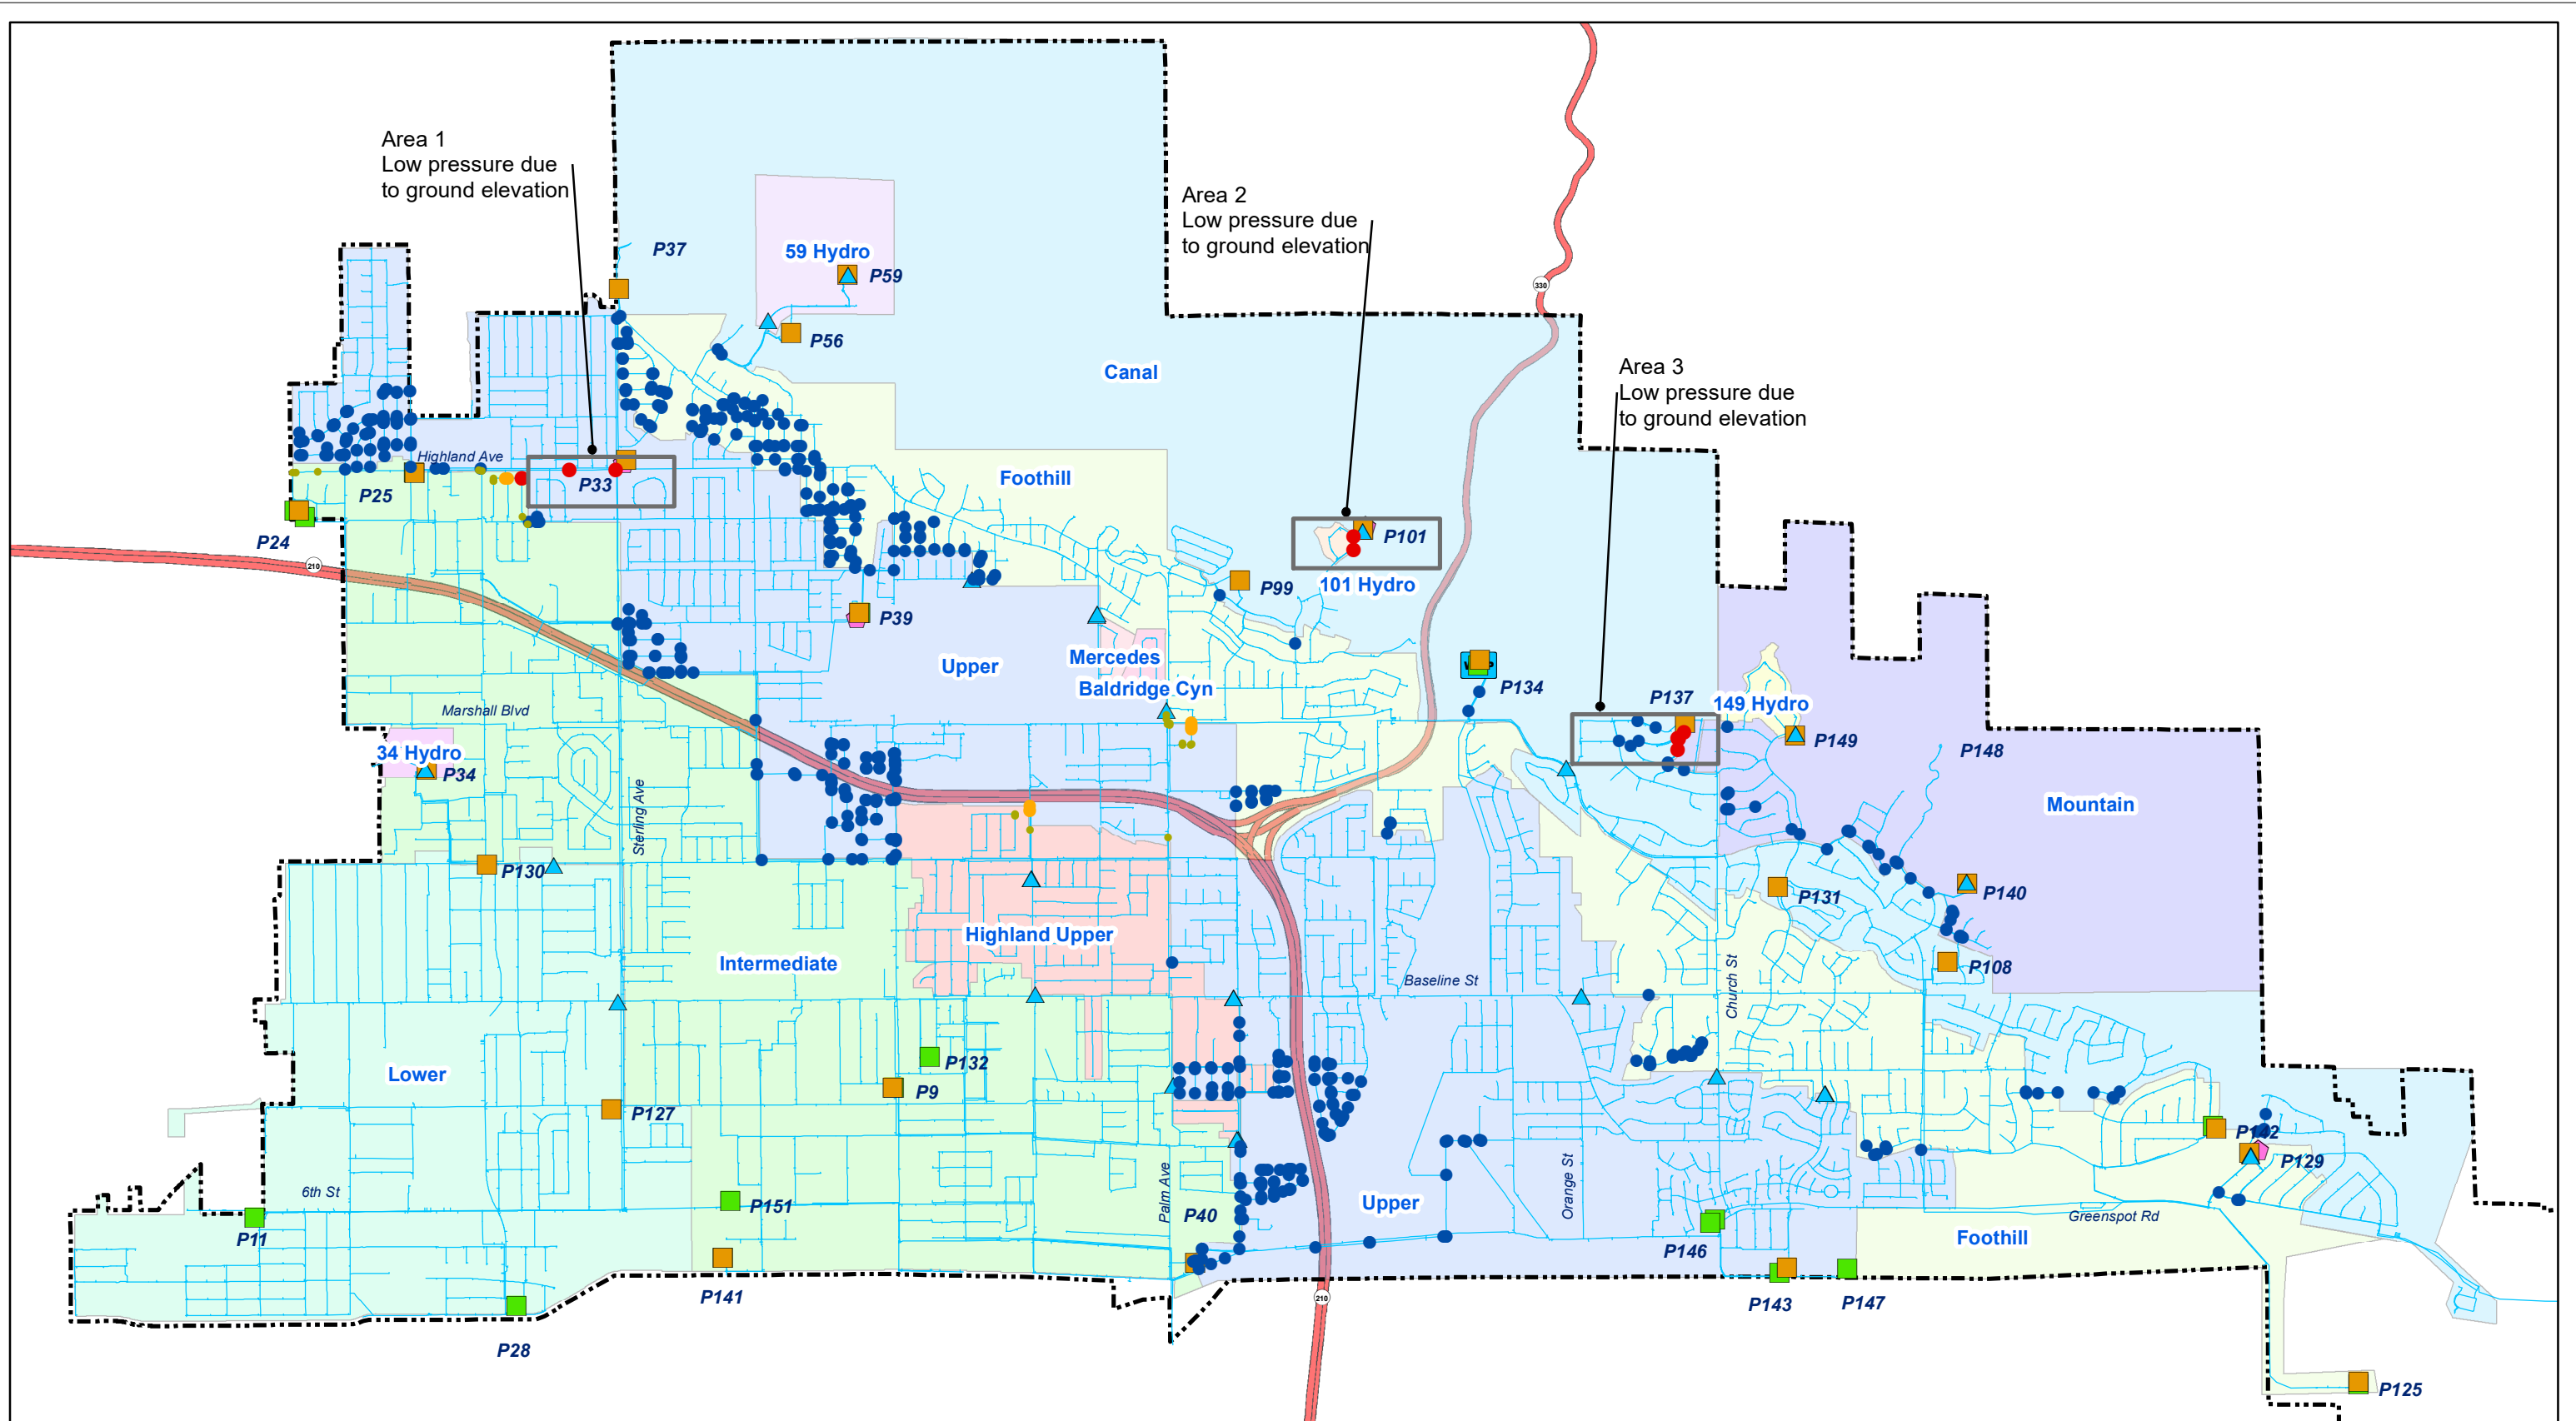 Area 1
Low pressure due
to ground elevation
Area 2
Low pressure due
to ground elevation
Area 3
Low pressure due
to ground elevation
P37
59 Hydro
P59
P56
330
Canal
Highland Ave
P33
P25
Foothill
P24
210
P101
101 Hydro
P99
P39
Mercedes
Upper
Baldridge Cyn
P134
P137
149 Hydro
P149
P148
Marshall Blvd
34 Hydro
P34
Sterling Ave
Mountain
P130
P131
P140
Highland Upper
Intermediate
P108
Baseline St
Church St
P132
Lower
P9
P127
P142
P129
6th St
P151
Palm Ave
P40
Upper
Orange St
Greenspot Rd
P11
P146
Foothill
P141
210
P143
P147
P28
P125